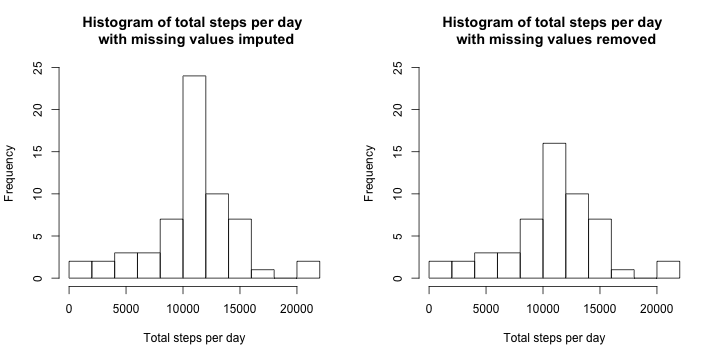 Histogram of total steps per day
with missing values imputed
25
20
15
10
5
0
Frequency
0 5000 10000 15000 20000
Total steps per day
Histogram of total steps per day
with missing values removed
25
20
15
10
5
0
Frequency
0 5000 10000 15000 20000
Total steps per day